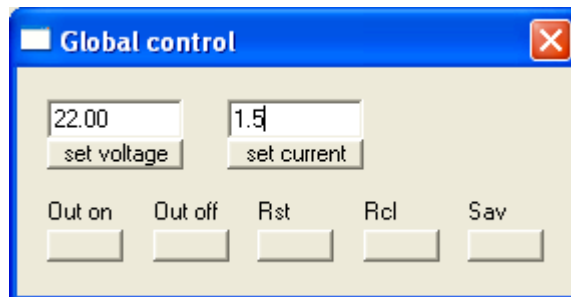 Global control
22.00 1.5
set voltage set current
Out on Out off Rst Rcl Sav